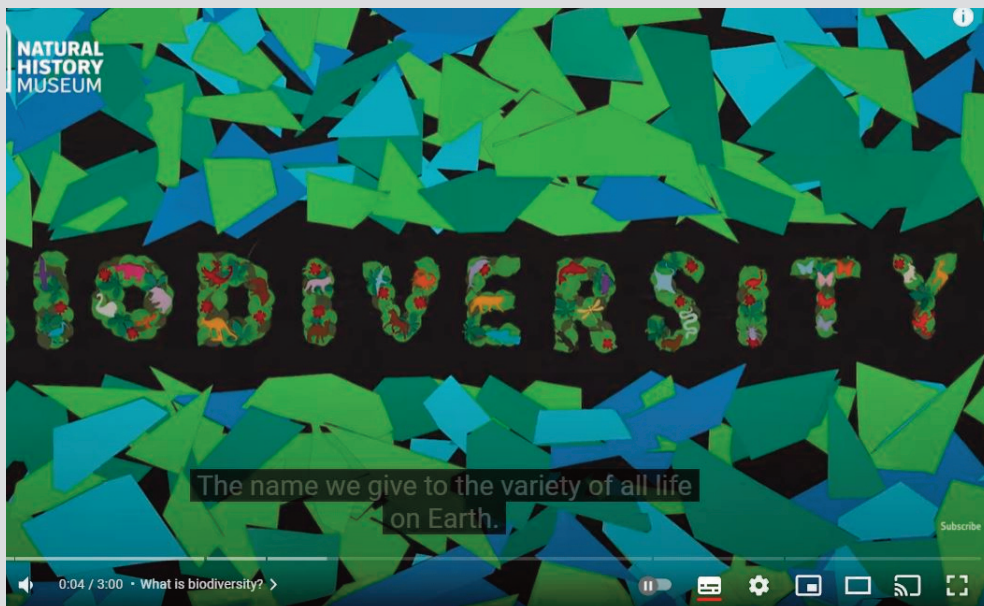 NATURAL
HISTORY
MUSEUM
IODIVERSITY
The name we give to the variety of all life
on Earth.
Subscribe
0:04 / 3:00 • What is biodiversity?